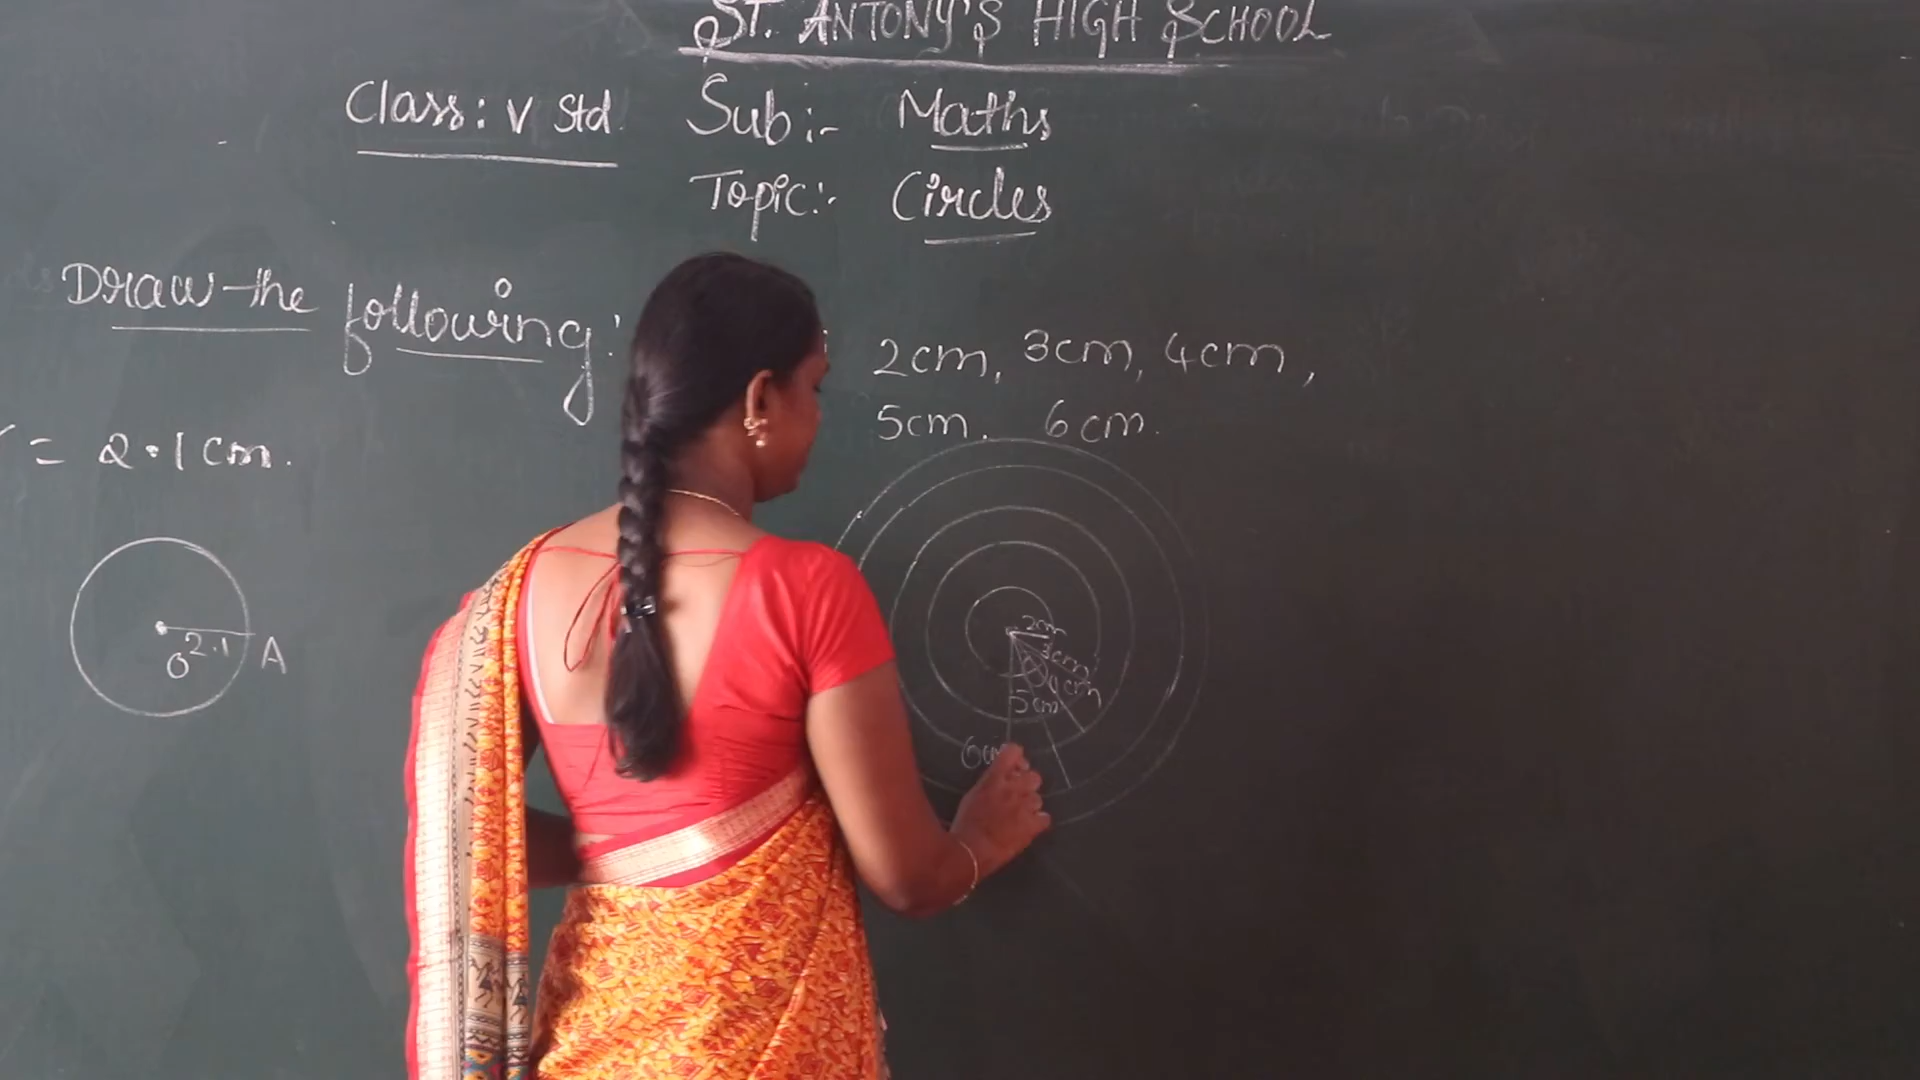 ST. ANTONY'S HIGH SCHOOL
Class: V Std. Sub:- Maths
Topic:- Circles
Draw the following:
2cm, 3cm, 4cm,
5cm. 6cm.
= 2.1 cm.
O 2.1 A
2cm
3cm
4cm
5cm